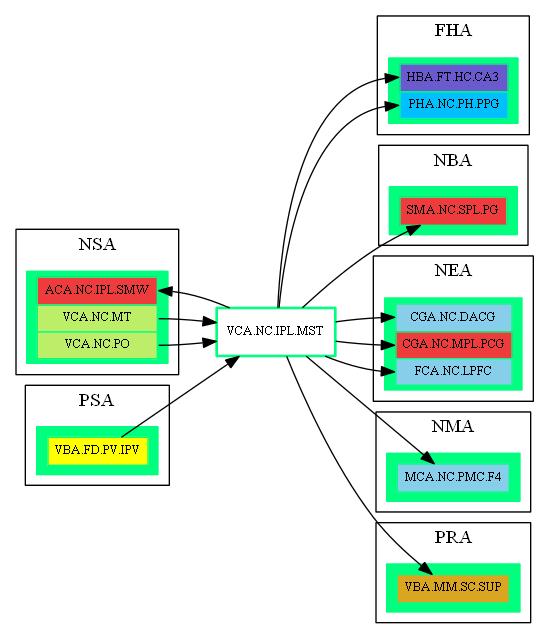 FHA
HBA.FT.HC.CA3
PHA.NC.PH.PPG
NBA
SMA.NC.SPL.PG
NSA
ACA.NC.IPL.SMW
VCA.NC.MT
VCA.NC.PO
VCA.NC.IPL.MST
NEA
CGA.NC.DACG
CGA.NC.MPL.PCG
FCA.NC.LPFC
PSA
VBA.FD.PV.IPV
NMA
MCA.NC.PMC.F4
PRA
VBA.MM.SC.SUP